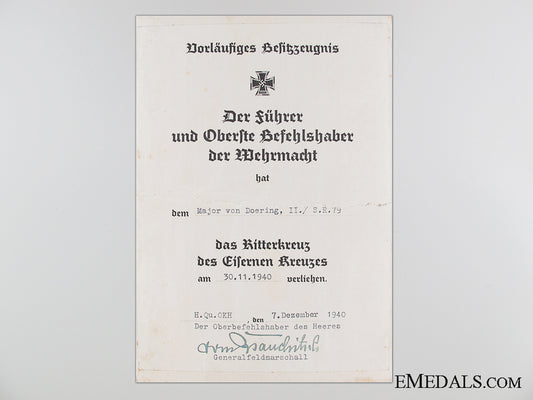 Vorläufiges Besitzzeugnis
Der Führer
und Oberste Befehlshaber
der Wehrmacht
hat
dem Major von Doering, II./ S.R.79
das Ritterkreuz
des Eisernen Kreuzes
am 30.11.1940 verliehen.
H.Qu.OKH , den 7.Dezember 1940
Der Oberbefehlshaber des Heeres
von Brauchitsch
Generalfeldmarschall
EMEDALS.COM